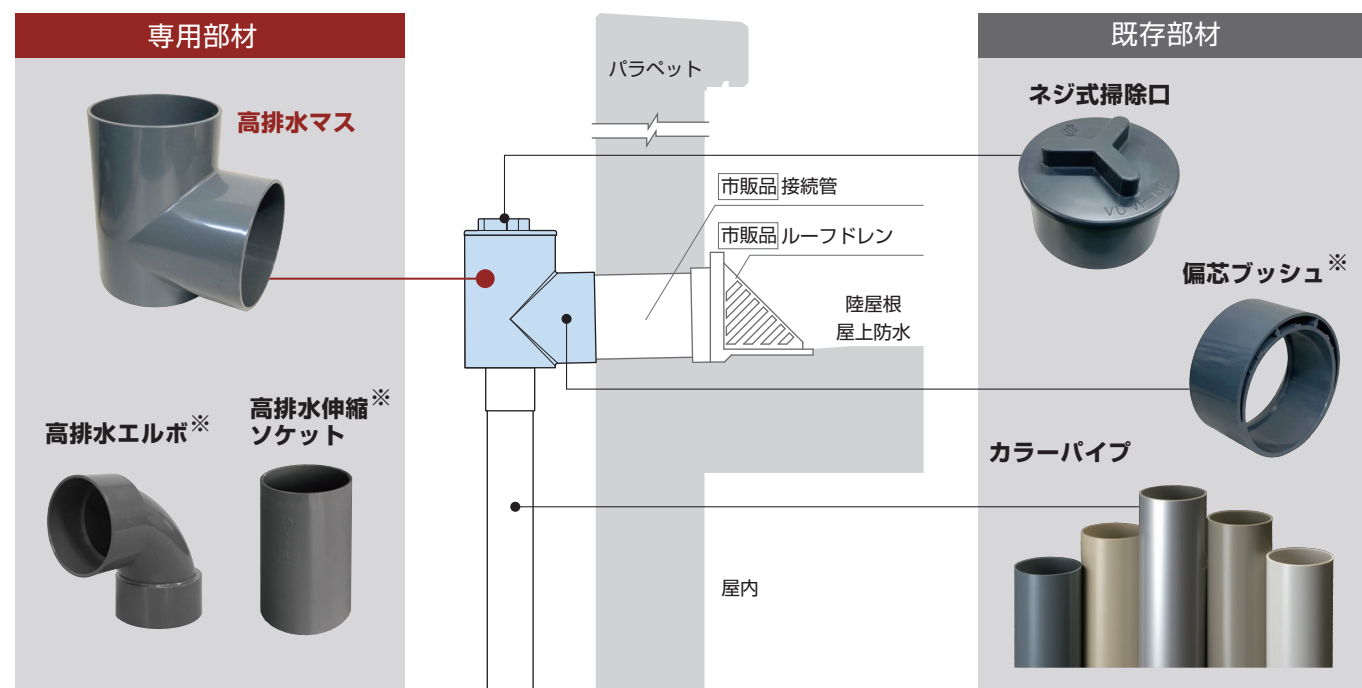 専用部材
高排水マス
高排水エルボ※
高排水伸縮※
ソケット
パラペット
市販品 接続管
市販品 ルーフドレン
陸屋根
屋上防水
屋内
既存部材
ネジ式掃除口
偏芯ブッシュ※
カラーパイプ